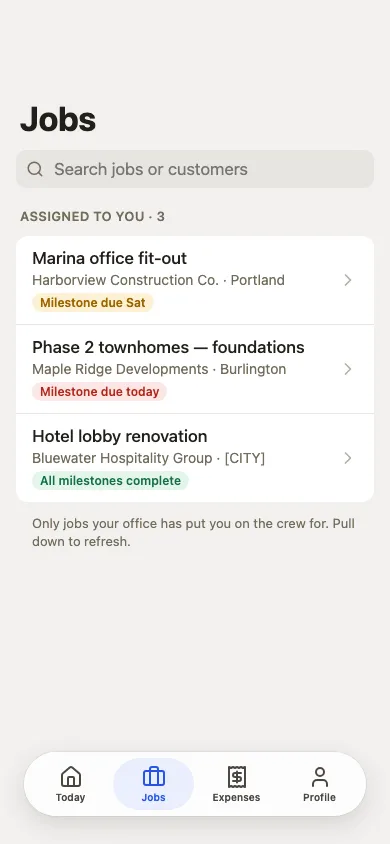 Jobs
Search jobs or customers
ASSIGNED TO YOU · 3
Marina office fit-out
Harborview Construction Co. · Portland
Milestone due Sat
Phase 2 townhomes — foundations
Maple Ridge Developments · Burlington
Milestone due today
Hotel lobby renovation
Bluewater Hospitality Group · [CITY]
All milestones complete
Only jobs your office has put you on the crew for. Pull
down to refresh.
Today
Jobs
Expenses
Profile